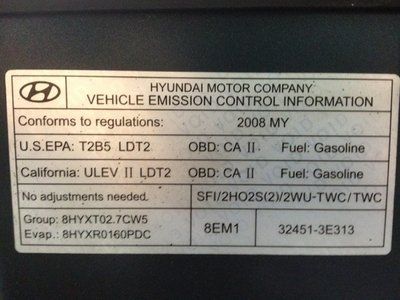 HYUNDAI MOTOR COMPANY
VEHICLE EMISSION CONTROL INFORMATION
Conforms to regulations: 2008 MY
U.S.EPA: T2B5 LDT2 OBD: CA II Fuel: Gasoline
California: ULEV II LDT2 OBD: CA II Fuel: Gasoline
No adjustments needed. SFI/2HO2S(2)/2WU-TWC/TWC
Group: 8HYXT02.7CW5
Evap.: 8HYXR0160PDC
8EM1 32451-3E313